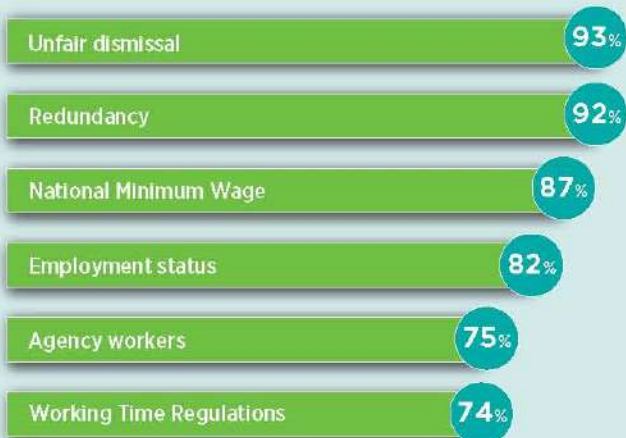 Unfair dismissal 93%
Redundancy 92%
National Minimum Wage 87%
Employment status 82%
Agency workers 75%
Working Time Regulations 74%